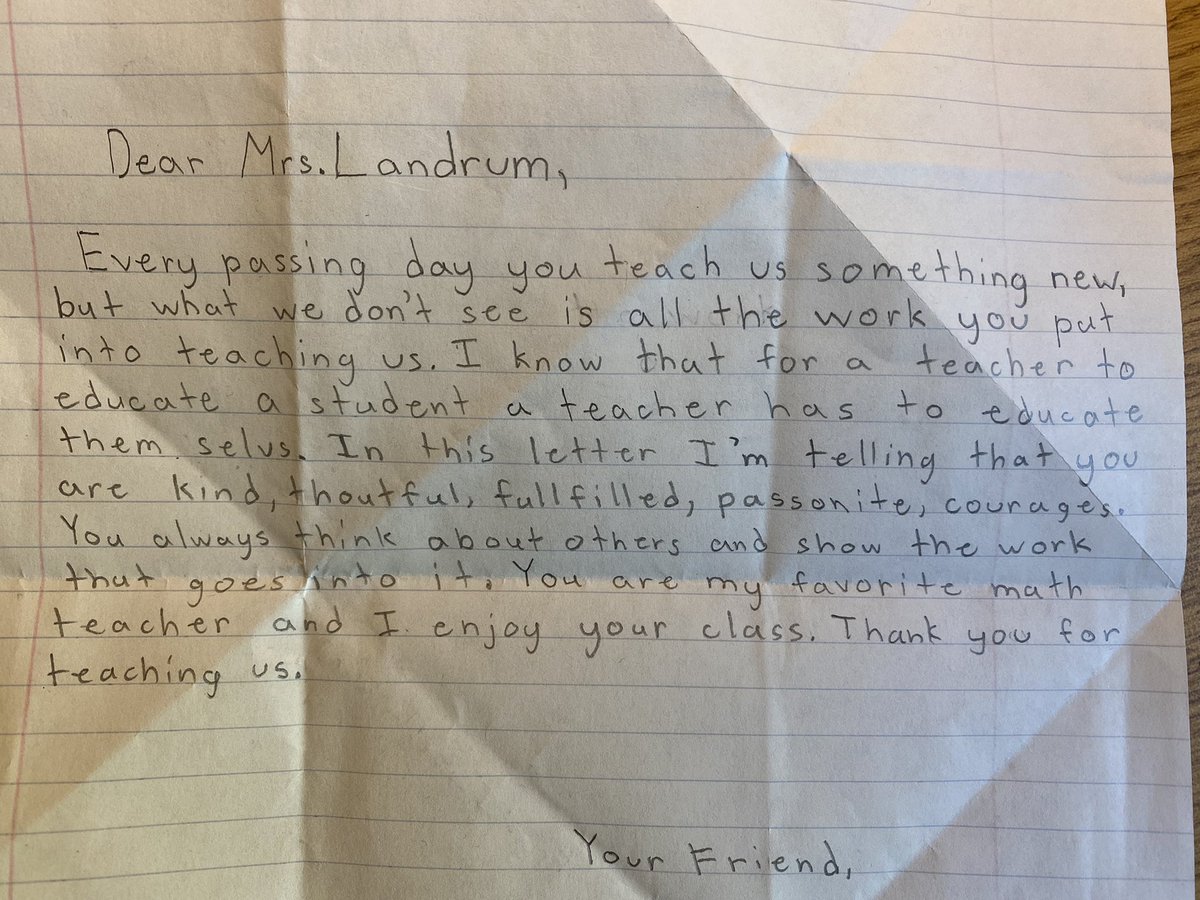 Dear Mrs. Landrum,
Every passing day you teach us something new,
but what we don't see is all the work you put
into teaching us. I know that for a teacher to
educate a student a teacher has to educate
them selvs. In this letter I'm telling that you
are kind, thoutful, fullfilled, passonite, courages.
You always think about others and show the work
that goes into it. You are my favorite math
teacher and I enjoy your class. Thank you for
teaching us.
Your Friend,